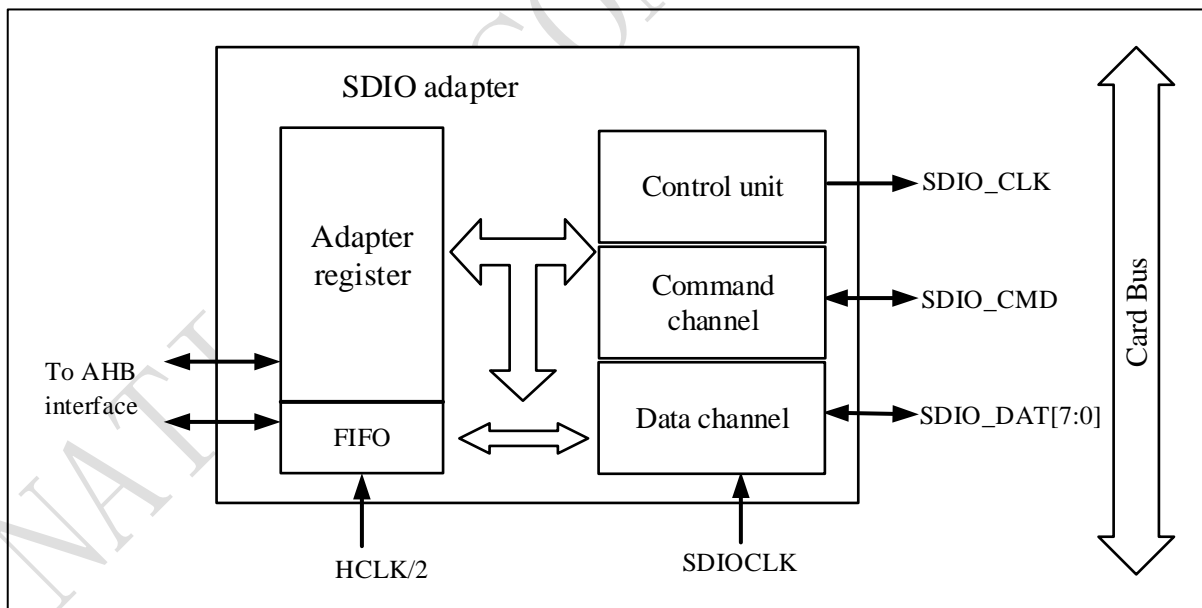 SDIO adapter
Adapter
register
FIFO
Control unit
Command
channel
Data channel
To AHB
interface
HCLK/2
SDIOCLK
SDIO_CLK
SDIO_CMD
SDIO_DAT[7:0]
Card Bus